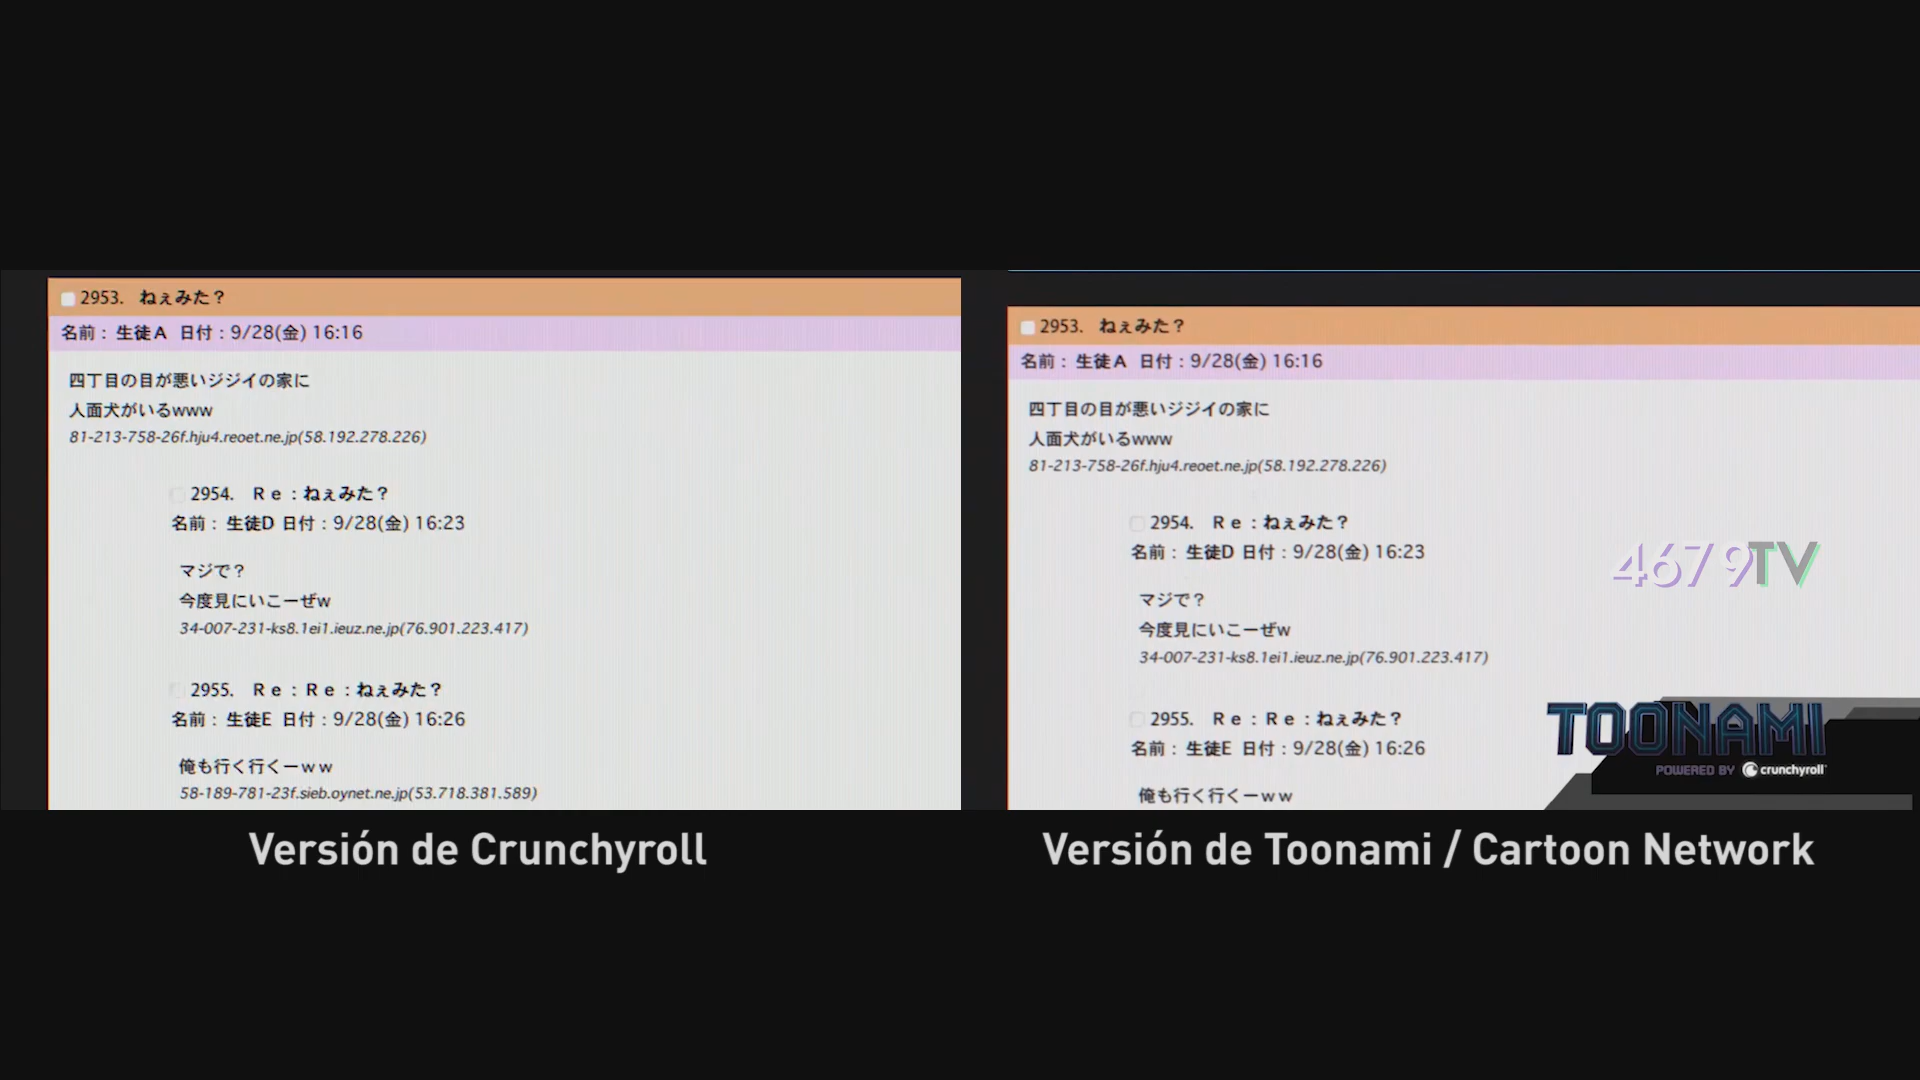 2953. ねぇみた？
名前： 生徒A 日付：9/28(金) 16:16
四丁目の目が悪いジジイの家に
人面犬がいるwww
81-213-758-26f.hju4.reoet.ne.jp(58.192.278.226)
2954. Ｒｅ：ねぇみた？
名前： 生徒D 日付：9/28(金) 16:23
マジで？
今度見にいこーぜw
34-007-231-ks8.1ei1.ieuz.ne.jp(76.901.223.417)
2955. Ｒｅ：Ｒｅ：ねぇみた？
名前： 生徒E 日付：9/28(金) 16:26
俺も行く行くーｗｗ
58-189-781-23f.sieb.oynet.ne.jp(53.718.381.589)
Versión de Crunchyroll
2953. ねぇみた？
名前： 生徒A 日付：9/28(金) 16:16
四丁目の目が悪いジジイの家に
人面犬がいるwww
81-213-758-26f.hju4.reoet.ne.jp(58.192.278.226)
2954. Ｒｅ：ねぇみた？
名前： 生徒D 日付：9/28(金) 16:23
マジで？
今度見にいこーぜw
34-007-231-ks8.1ei1.ieuz.ne.jp(76.901.223.417)
2955. Ｒｅ：Ｒｅ：ねぇみた？
名前： 生徒E 日付：9/28(金) 16:26
俺も行く行くーｗｗ
4679TV
TOONAMI
POWERED BY crunchyroll
Versión de Toonami / Cartoon Network